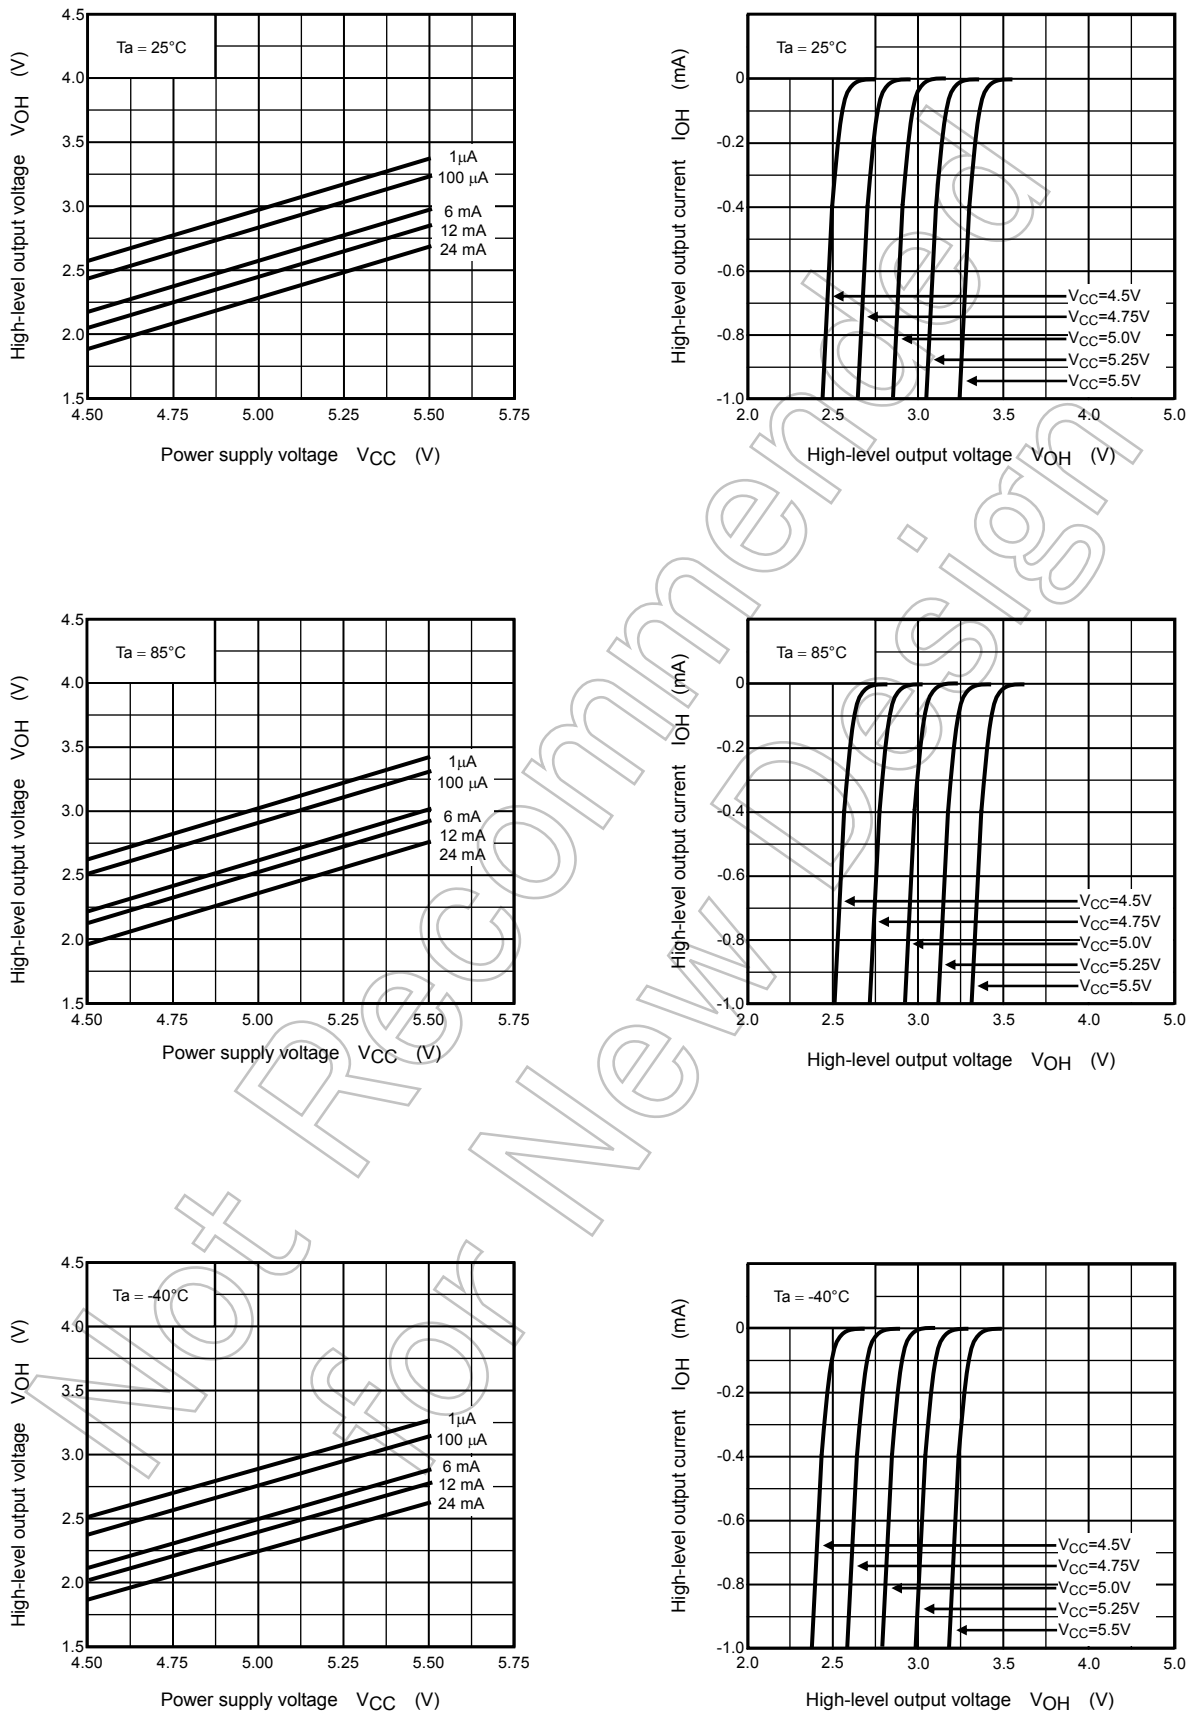 Ta = 25°C
High-level output voltage VOH (V)
4.5
4.0
3.5
3.0
2.5
2.0
1.5
1μA
100 μA
6 mA
12 mA
24 mA
4.50 4.75 5.00 5.25 5.50 5.75
Power supply voltage VCC (V)
Ta = 25°C
High-level output current IOH (mA)
0
-0.2
-0.4
-0.6
-0.8
-1.0
VCC=4.5V
VCC=4.75V
VCC=5.0V
VCC=5.25V
VCC=5.5V
2.0 2.5 3.0 3.5 4.0 5.0
High-level output voltage VOH (V)
Ta = 85°C
High-level output voltage VOH (V)
4.5
4.0
3.5
3.0
2.5
2.0
1.5
1μA
100 μA
6 mA
12 mA
24 mA
4.50 4.75 5.00 5.25 5.50 5.75
Power supply voltage VCC (V)
Ta = 85°C
High-level output current IOH (mA)
0
-0.2
-0.4
-0.6
-0.8
-1.0
VCC=4.5V
VCC=4.75V
VCC=5.0V
VCC=5.25V
VCC=5.5V
2.0 2.5 3.0 3.5 4.0 5.0
High-level output voltage VOH (V)
Ta = -40°C
High-level output voltage VOH (V)
4.5
4.0
3.5
3.0
2.5
2.0
1.5
1μA
100 μA
6 mA
12 mA
24 mA
4.50 4.75 5.00 5.25 5.50 5.75
Power supply voltage VCC (V)
Ta = -40°C
High-level output current IOH (mA)
0
-0.2
-0.4
-0.6
-0.8
-1.0
VCC=4.5V
VCC=4.75V
VCC=5.0V
VCC=5.25V
VCC=5.5V
2.0 2.5 3.0 3.5 4.0 5.0
High-level output voltage VOH (V)
Not Recommended
for New Design